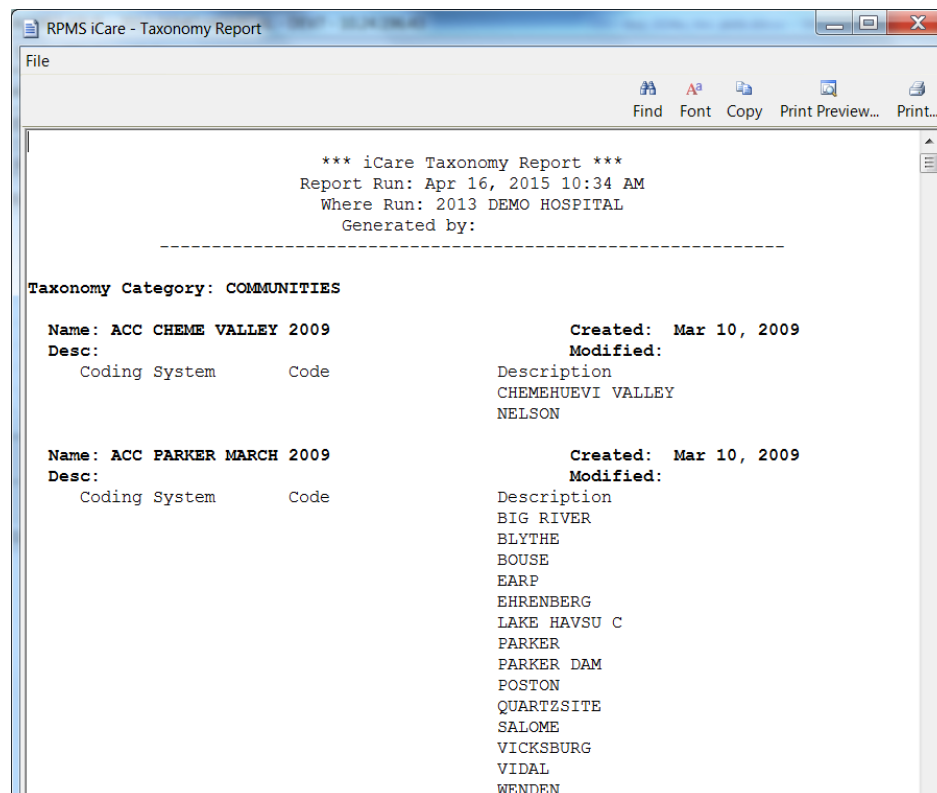 RPMS iCare - Taxonomy Report
File
Find Font Copy Print Preview... Print...
*** iCare Taxonomy Report ***
Report Run: Apr 16, 2015 10:34 AM
Where Run: 2013 DEMO HOSPITAL
Generated by:
------------------------------------------------------------
Taxonomy Category: COMMUNITIES
Name: ACC CHEME VALLEY 2009 Created: Mar 10, 2009
Desc: Modified:
Coding System Code Description
CHEMEHUEVI VALLEY
NELSON
Name: ACC PARKER MARCH 2009 Created: Mar 10, 2009
Desc: Modified:
Coding System Code Description
BIG RIVER
BLYTHE
BOUSE
EARP
EHRENBERG
LAKE HAVSU C
PARKER
PARKER DAM
POSTON
QUARTZSITE
SALOME
VICKSBURG
VIDAL
WENDEN